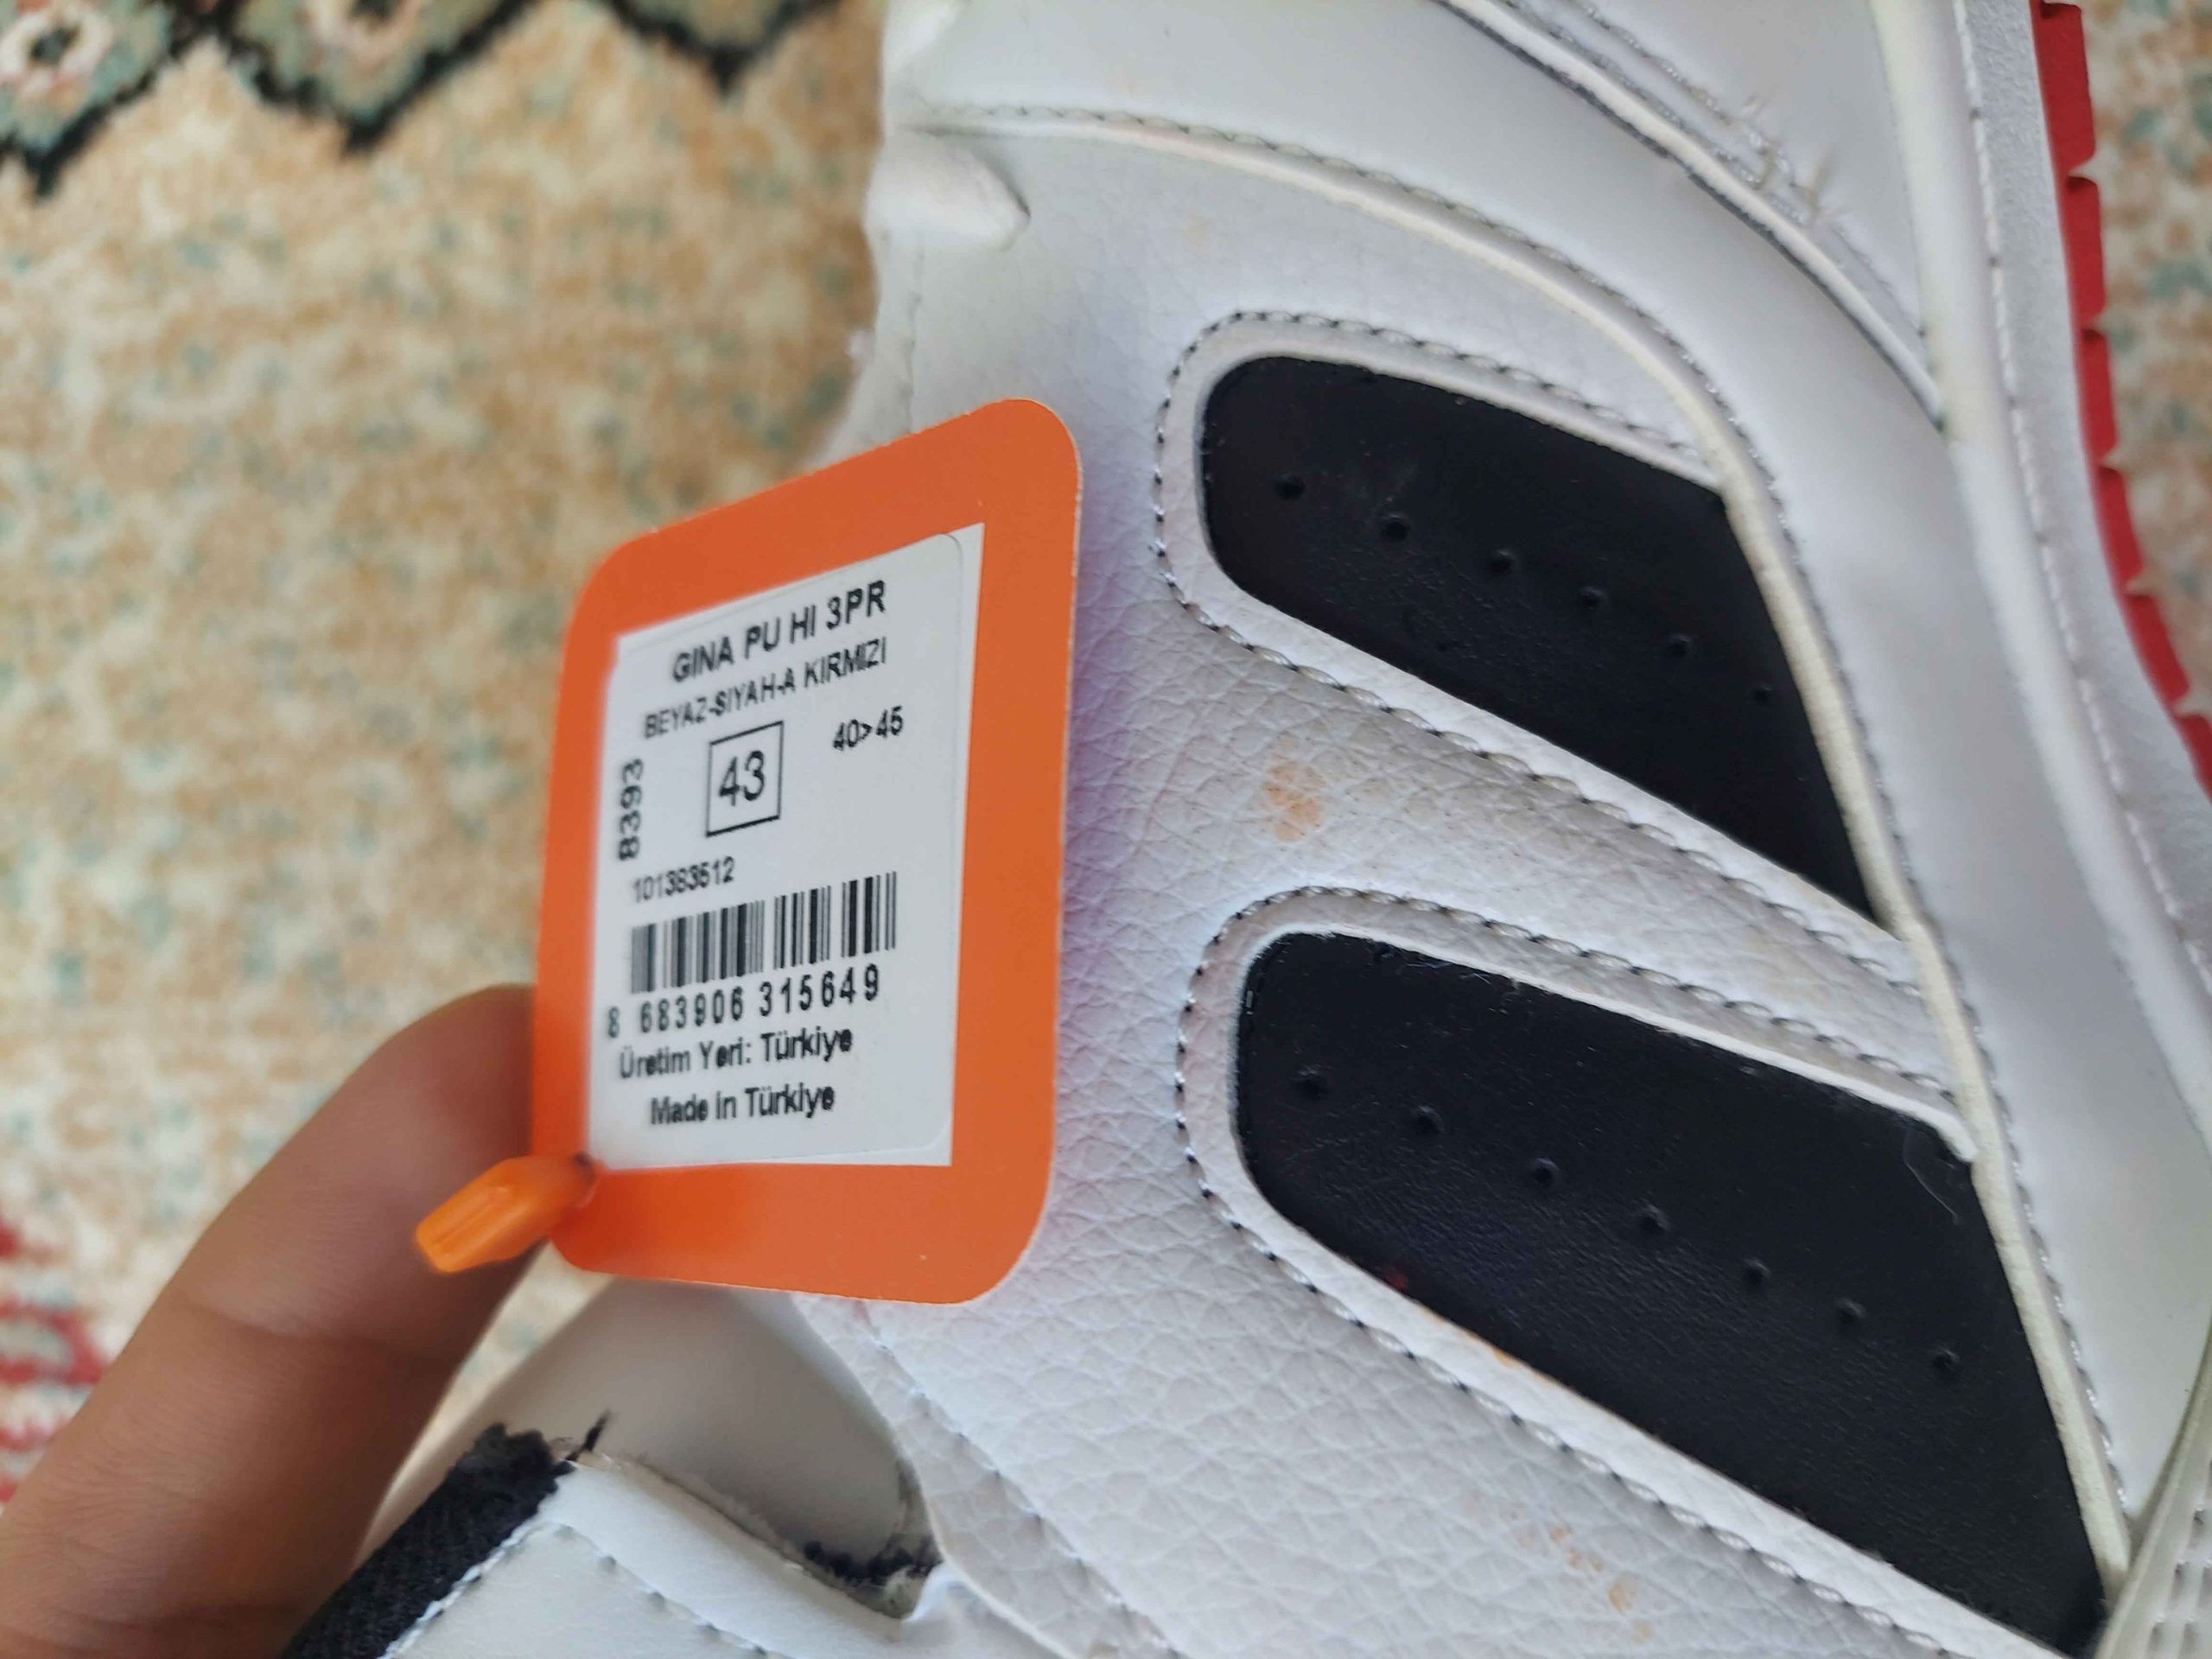 GINA PU HI 3PR
BEYAZ-SIYAH-A KIRMIZI
43
40>45
8393
101383512
8 683906 315649
Üretim Yeri: Türkiye
Made in Türkiye